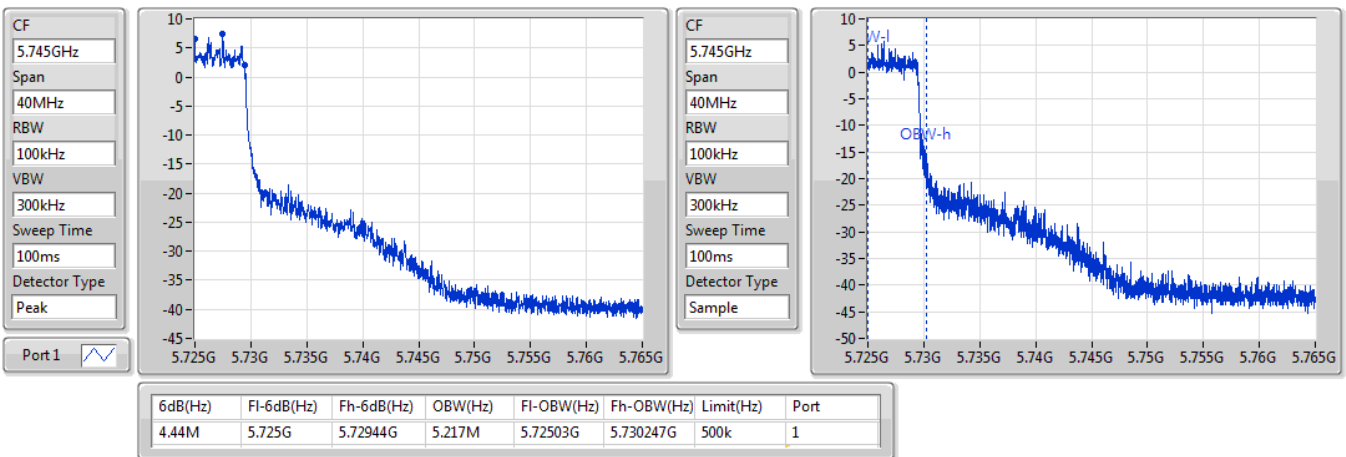 CF
5.745GHz
Span
40MHz
RBW
100kHz
VBW
300kHz
Sweep Time
100ms
Detector Type
Peak
Port 1
10
5
0
-5
-10
-15
-20
-25
-30
-35
-40
-45
5.725G 5.73G 5.735G 5.74G 5.745G 5.75G 5.755G 5.76G 5.765G
CF
5.745GHz
Span
40MHz
RBW
100kHz
VBW
300kHz
Sweep Time
100ms
Detector Type
Sample
10
5
0
-5
-10
-15
-20
-25
-30
-35
-40
-45
-50
W-l
OBW-h
5.725G 5.73G 5.735G 5.74G 5.745G 5.75G 5.755G 5.76G 5.765G
6dB(Hz) Fl-6dB(Hz) Fh-6dB(Hz) OBW(Hz) Fl-OBW(Hz) Fh-OBW(Hz) Limit(Hz) Port
4.44M 5.725G 5.72944G 5.217M 5.72503G 5.730247G 500k 1